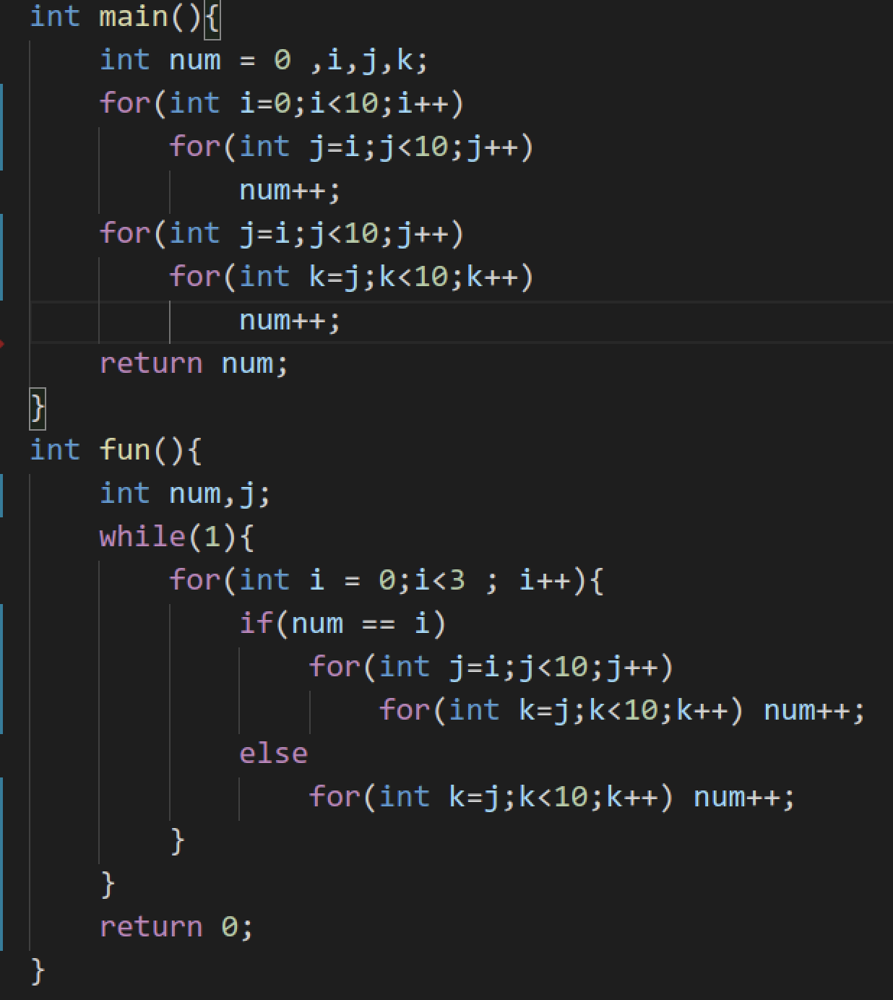 int main(){
    int num = 0 ,i,j,k;
    for(int i=0;i<10;i++)
        for(int j=i;j<10;j++)
            num++;
    for(int j=i;j<10;j++)
        for(int k=j;k<10;k++)
            num++;
    return num;
}
int fun(){
    int num,j;
    while(1){
        for(int i = 0;i<3 ; i++){
            if(num == i)
                for(int j=i;j<10;j++)
                    for(int k=j;k<10;k++) num++;
            else
                for(int k=j;k<10;k++) num++;
        }
    }
    return 0;
}